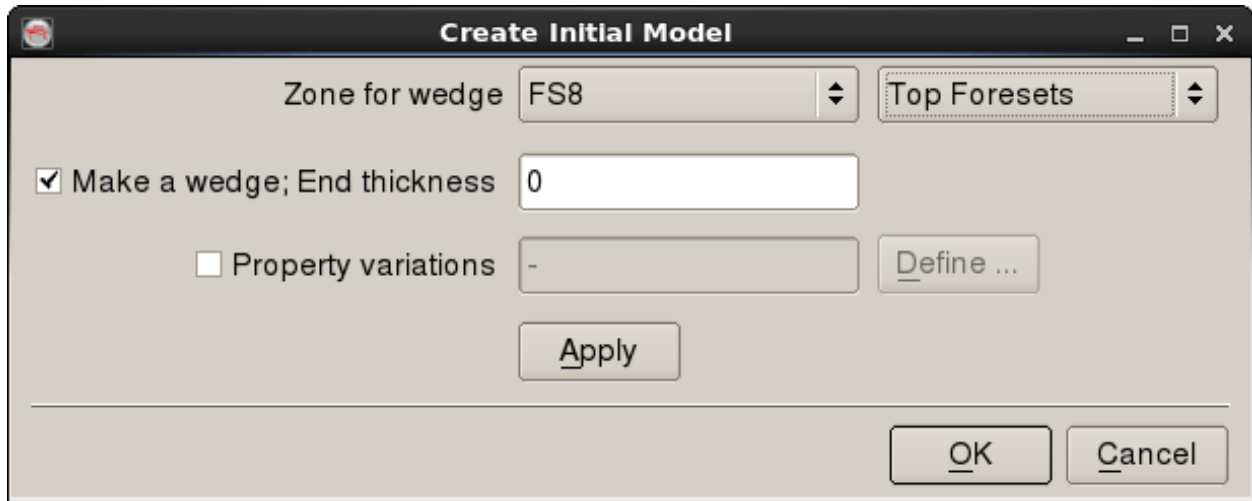 Create Initial Model
Zone for wedge FS8 Top Foresets
Make a wedge; End thickness 0
Property variations -
Define ...
Apply
OK Cancel